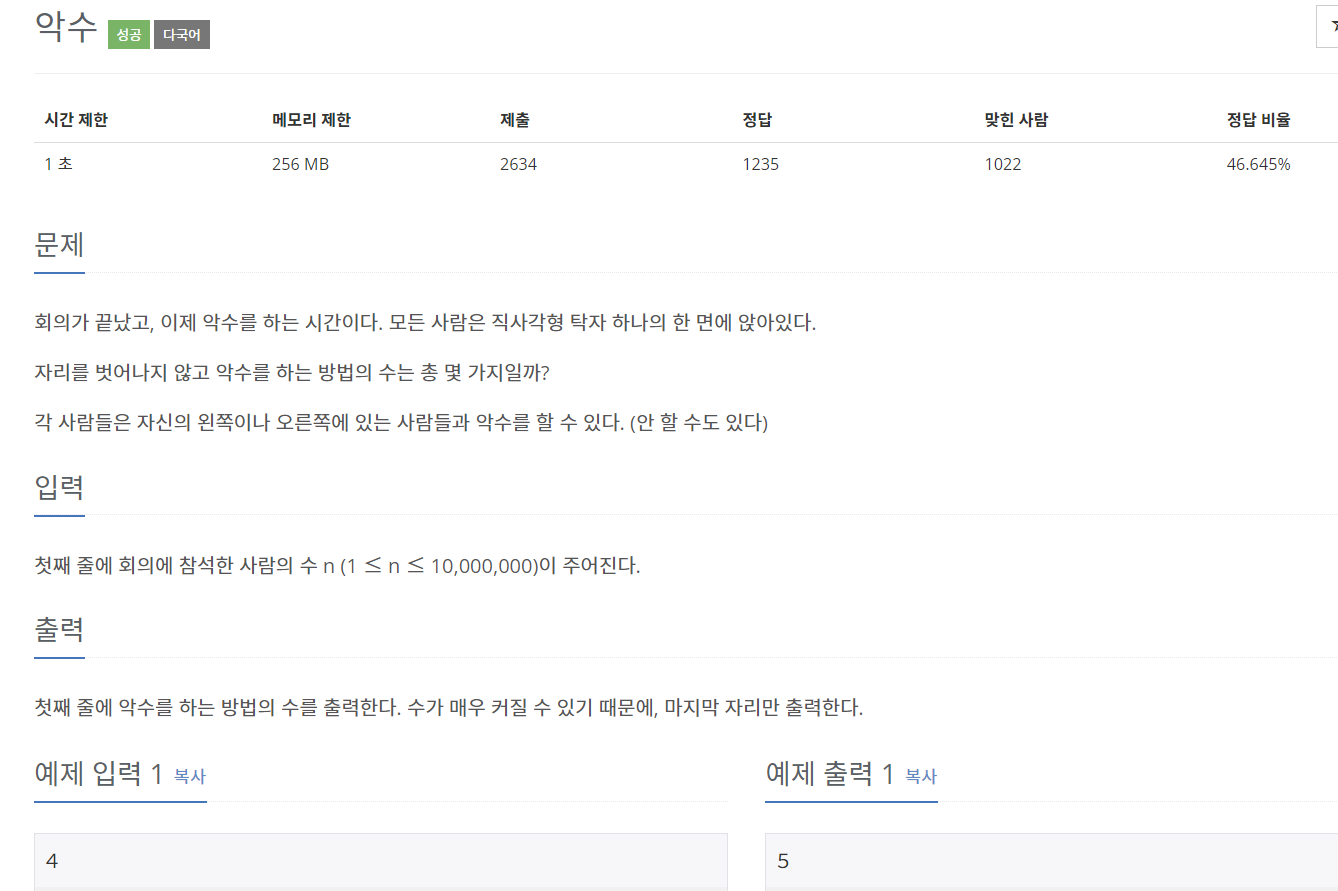 악수 성공 다국어
시간 제한 메모리 제한 제출 정답 맞힌 사람 정답 비율
1 초 256 MB 2634 1235 1022 46.645%
문제
회의가 끝났고, 이제 악수를 하는 시간이다. 모든 사람은 직사각형 탁자 하나의 한 면에 앉아있다.
자리를 벗어나지 않고 악수를 하는 방법의 수는 총 몇 가지일까?
각 사람들은 자신의 왼쪽이나 오른쪽에 있는 사람들과 악수를 할 수 있다. (안 할 수도 있다)
입력
첫째 줄에 회의에 참석한 사람의 수 n (1 ≤ n ≤ 10,000,000)이 주어진다.
출력
첫째 줄에 악수를 하는 방법의 수를 출력한다. 수가 매우 커질 수 있기 때문에, 마지막 자리만 출력한다.
예제 입력 1 복사
4
예제 출력 1 복사
5